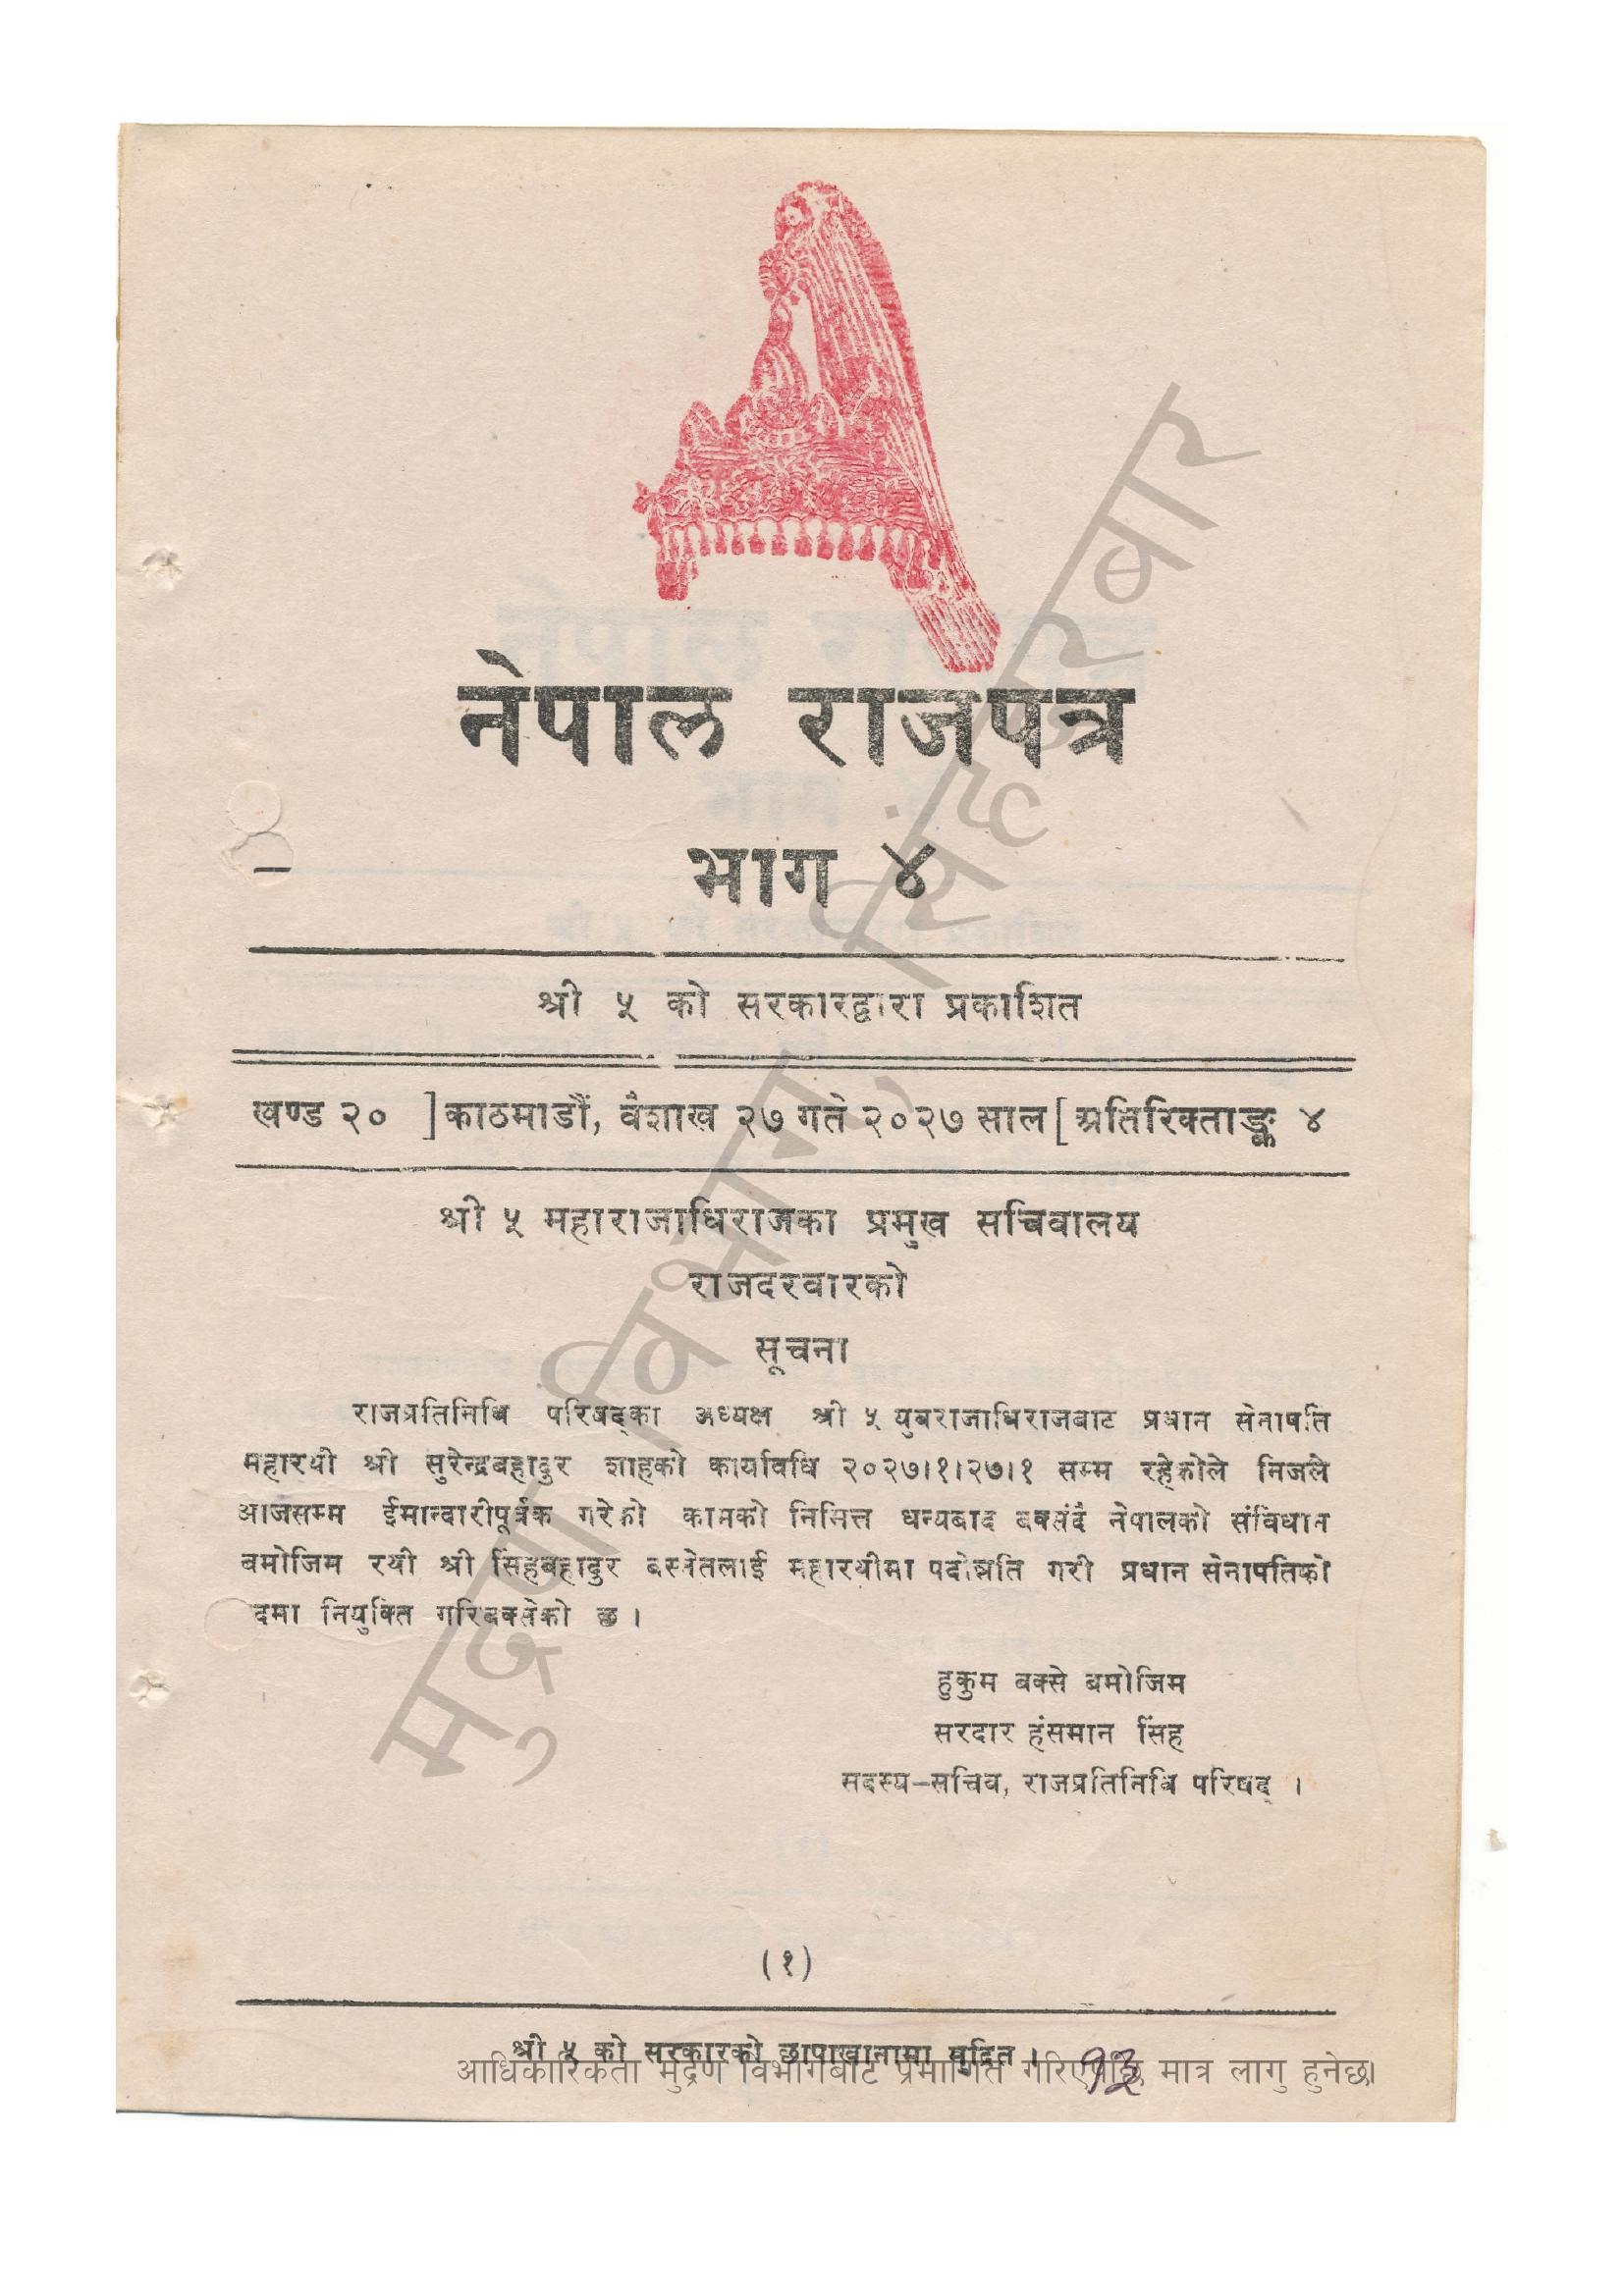 नेपाल राजपत्र
भाग ४
श्री ५ को सरकारद्वारा प्रकाशित
खण्ड २० ] काठमाडौं, वैशाख २७ गते २०२७ साल [ अतिरिक्ताङ्क ४
श्री ५ महाराजाधिराजका प्रमुख सचिवालय
राजदरवारको
सूचना
राजप्रतिनिधि परिषद्का अध्यक्ष श्री ५ युवराजाधिराजबाट प्रधान सेनापति
महारथी श्री सुरेन्द्रबहादुर शाहको कार्यावधि २०२७।१।२७।१ सम्म रहेकोले निजले
आजसम्म ईमान्दारीपूर्वक गरेको कामको निमित्त धन्यबाद बक्सदै नेपालको संविधान
बमोजिम रथी श्री सिंहबहादुर बस्नेतलाई महारथीमा पदोन्नति गरी प्रधान सेनापतिको
दमा नियुक्ति गरिबक्सेको छ ।
हुकुम बक्से बमोजिम
सरदार हंसमान सिंह
सदस्य–सचिव, राजप्रतिनिधि परिषद् ।
(१)
श्री ५ को सरकारको छापाखानामा मुद्रित ।
आधिकारिकता मुद्रण विभागबाट प्रमाणित गरिएपछि मात्र लागु हुनेछ।
१३
मुद्रण विभाग, सिंहदरबार